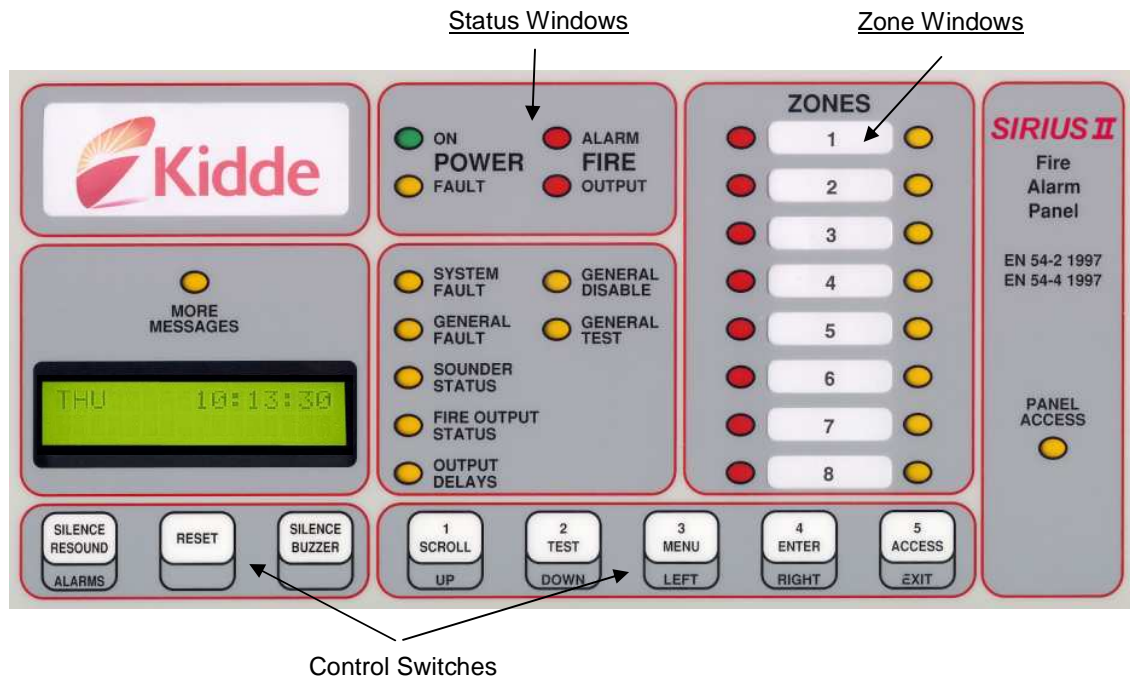 Status Windows
Zone Windows
Kidde
ON
POWER
FAULT
ALARM
FIRE
OUTPUT
ZONES
1
2
3
4
5
6
7
8
SIRIUS II
Fire
Alarm
Panel
EN 54-2 1997
EN 54-4 1997
PANEL
ACCESS
MORE
MESSAGES
THU 10:13:30
SYSTEM
FAULT
GENERAL
FAULT
SOUNDER
STATUS
FIRE OUTPUT
STATUS
OUTPUT
DELAYS
GENERAL
DISABLE
GENERAL
TEST
SILENCE
RESOUND
ALARMS
RESET
SILENCE
BUZZER
1
SCROLL
UP
2
TEST
DOWN
3
MENU
LEFT
4
ENTER
RIGHT
5
ACCESS
EXIT
Control Switches